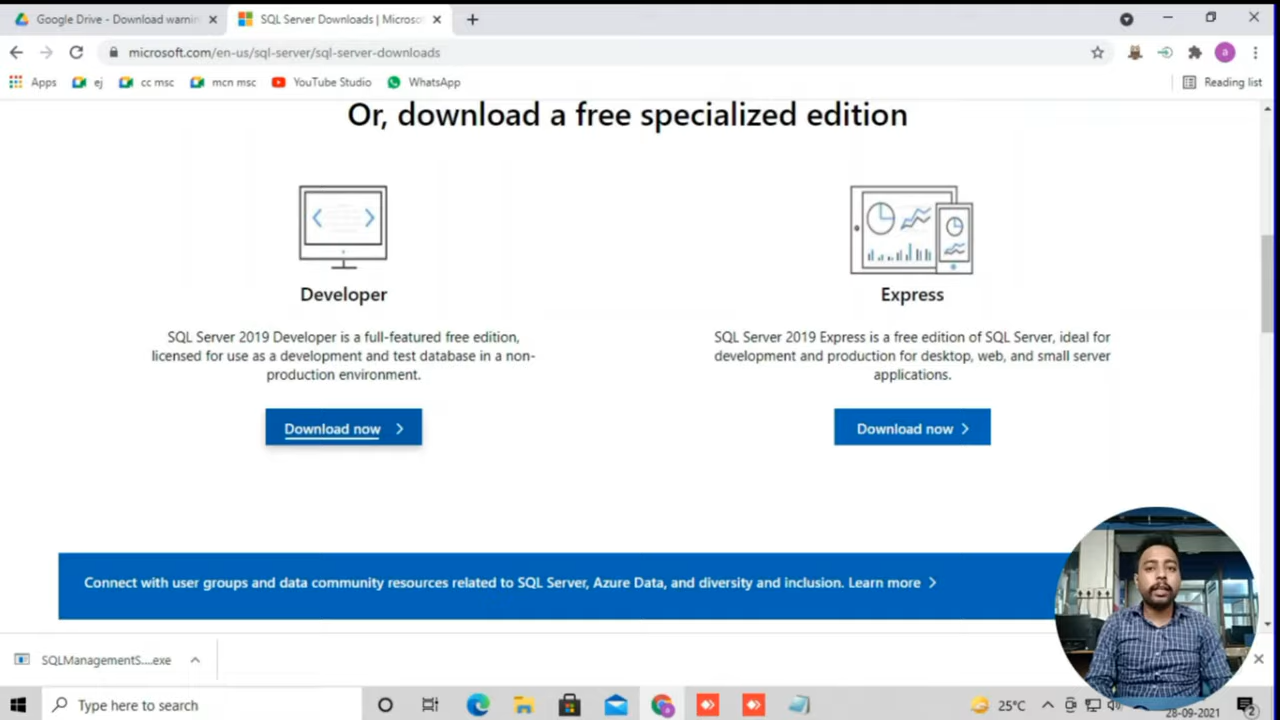 Google Drive - Download warni
SQL Server Downloads | Microso
microsoft.com/en-us/sql-server/sql-server-downloads
a
Apps
ej
cc msc
mcn msc
YouTube Studio
WhatsApp
Reading list
Or, download a free specialized edition
Developer
SQL Server 2019 Developer is a full-featured free edition,
licensed for use as a development and test database in a non-
production environment.
Download now
Express
SQL Server 2019 Express is a free edition of SQL Server, ideal for
development and production for desktop, web, and small server
applications.
Download now
Connect with user groups and data community resources related to SQL Server, Azure Data, and diversity and inclusion. Learn more
SQLManagementS....exe
Type here to search
25°C
28-09-2021
2